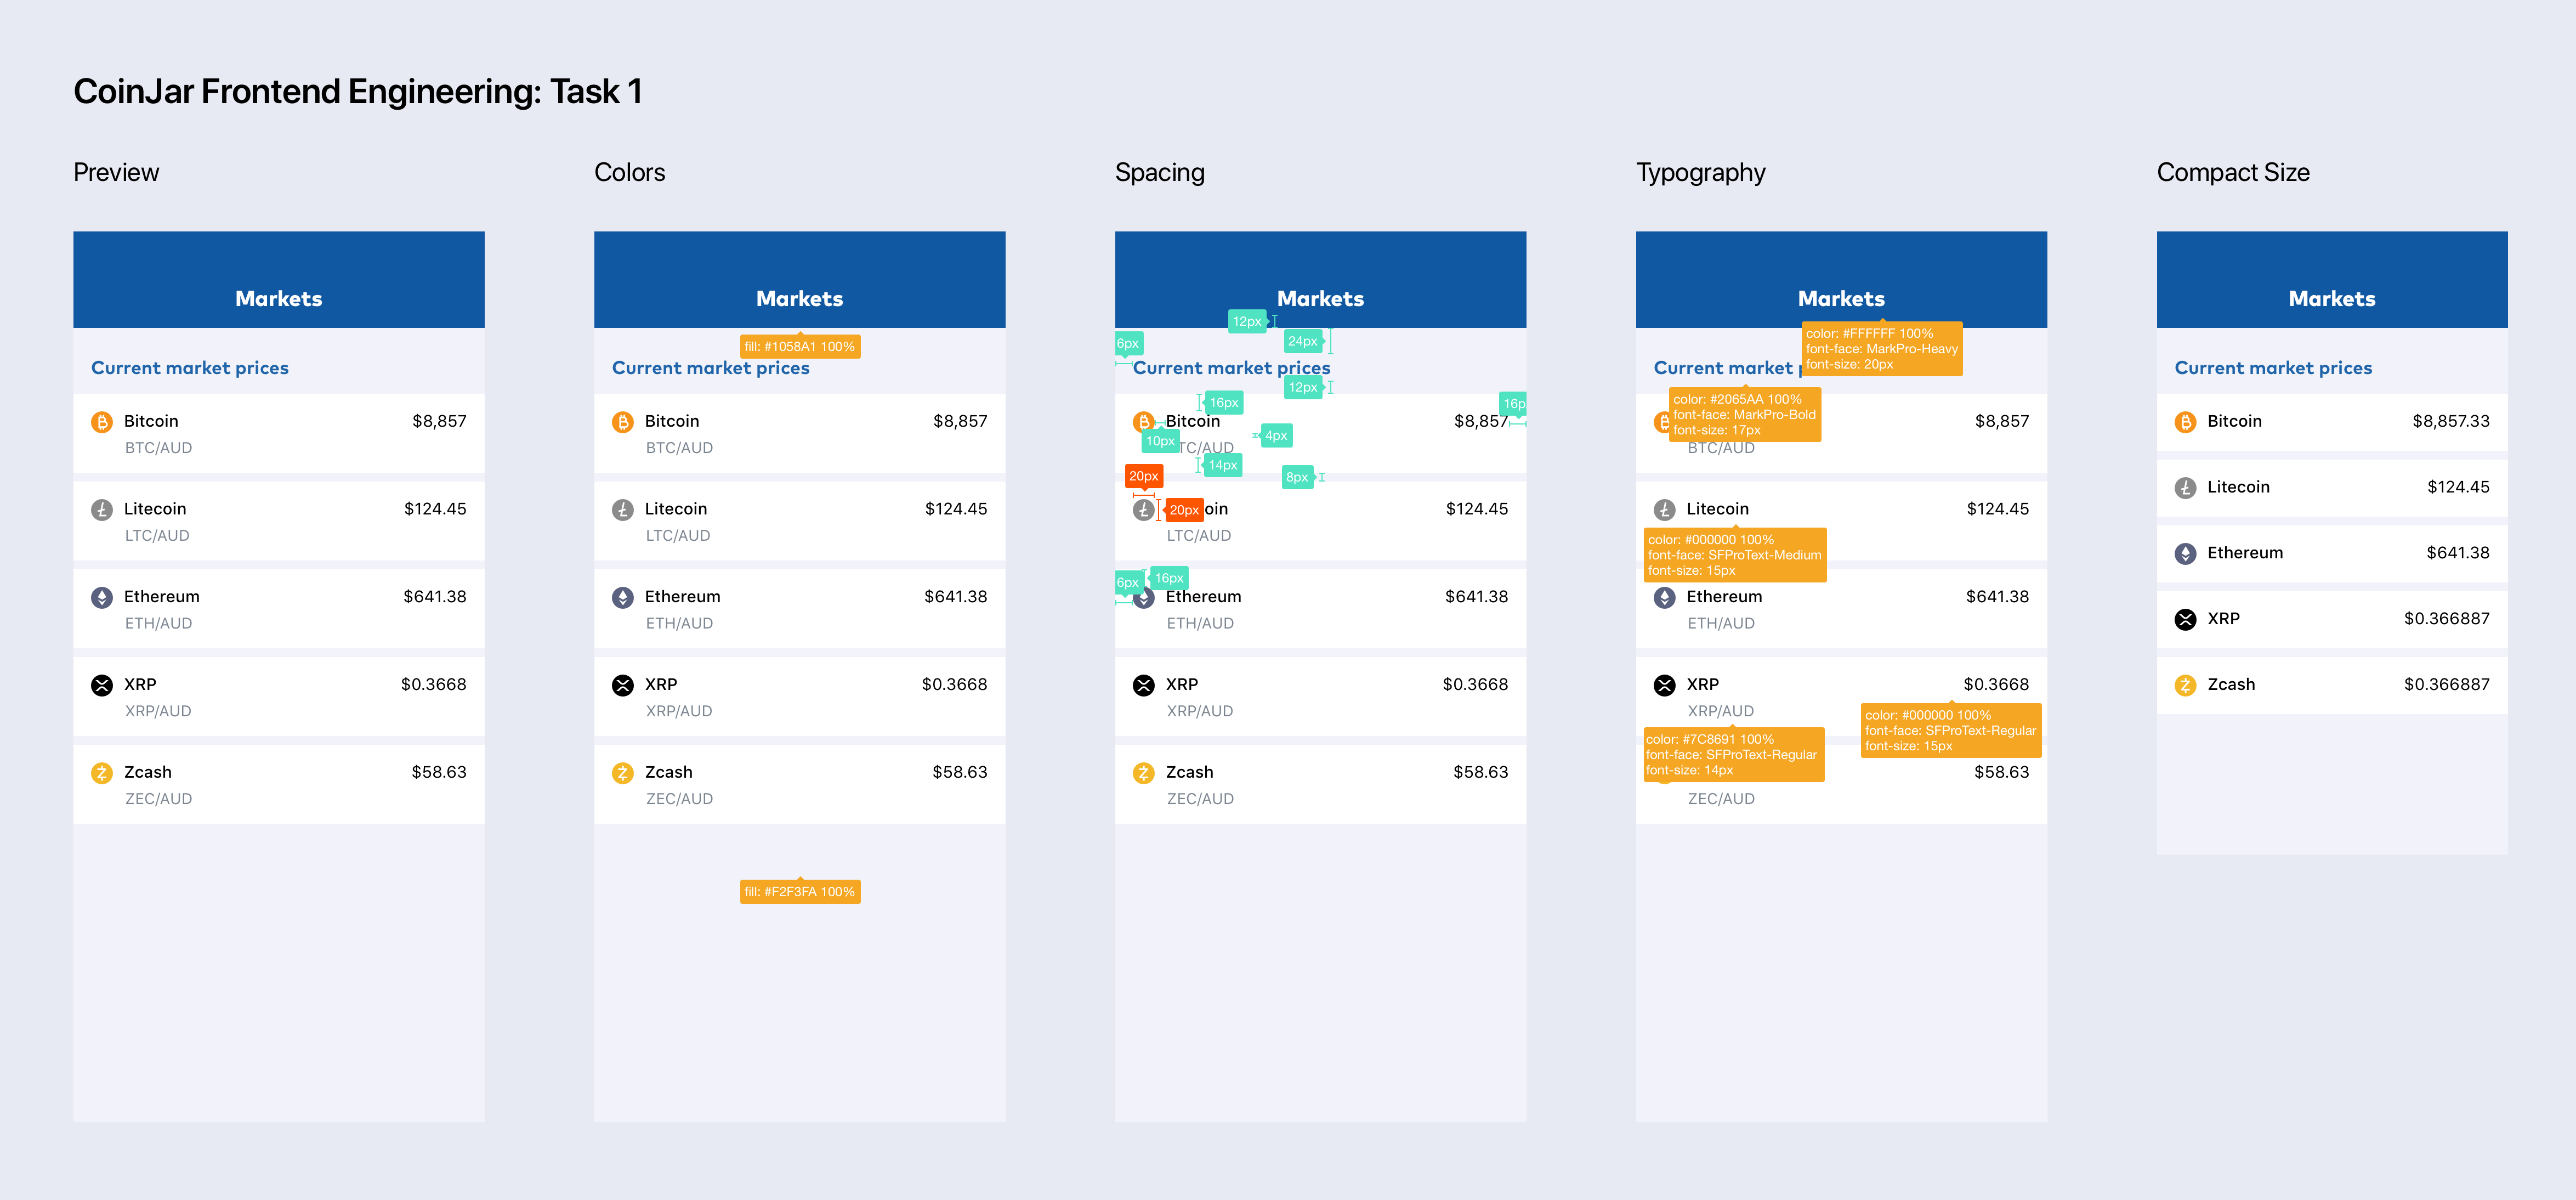 CoinJar Frontend Engineering: Task 1
Preview
Markets
Current market prices
Bitcoin $8,857
BTC/AUD
Litecoin $124.45
LTC/AUD
Ethereum $641.38
ETH/AUD
XRP $0.3668
XRP/AUD
Zcash $58.63
ZEC/AUD
Colors
Markets
fill: #1058A1 100%
Current market prices
Bitcoin $8,857
BTC/AUD
Litecoin $124.45
LTC/AUD
Ethereum $641.38
ETH/AUD
XRP $0.3668
XRP/AUD
Zcash $58.63
ZEC/AUD
fill: #F2F3FA 100%
Spacing
Markets
12px
6px 24px
Current market prices
12px
16px 16p
Bitcoin $8,857
10px 4px
TC/AUD
14px
20px 8px
20px oin $124.45
LTC/AUD
6px 16px
Ethereum $641.38
ETH/AUD
XRP $0.3668
XRP/AUD
Zcash $58.63
ZEC/AUD
Typography
Markets
color: #FFFFFF 100%
font-face: MarkPro-Heavy
font-size: 20px
Current market p
color: #2065AA 100%
font-face: MarkPro-Bold
font-size: 17px
$8,857
BTC/AUD
Litecoin $124.45
color: #000000 100%
font-face: SFProText-Medium
font-size: 15px
Ethereum $641.38
ETH/AUD
XRP $0.3668
XRP/AUD
color: #000000 100%
font-face: SFProText-Regular
font-size: 15px
color: #7C8691 100%
font-face: SFProText-Regular
font-size: 14px
$58.63
ZEC/AUD
Compact Size
Markets
Current market prices
Bitcoin $8,857.33
Litecoin $124.45
Ethereum $641.38
XRP $0.366887
Zcash $0.366887